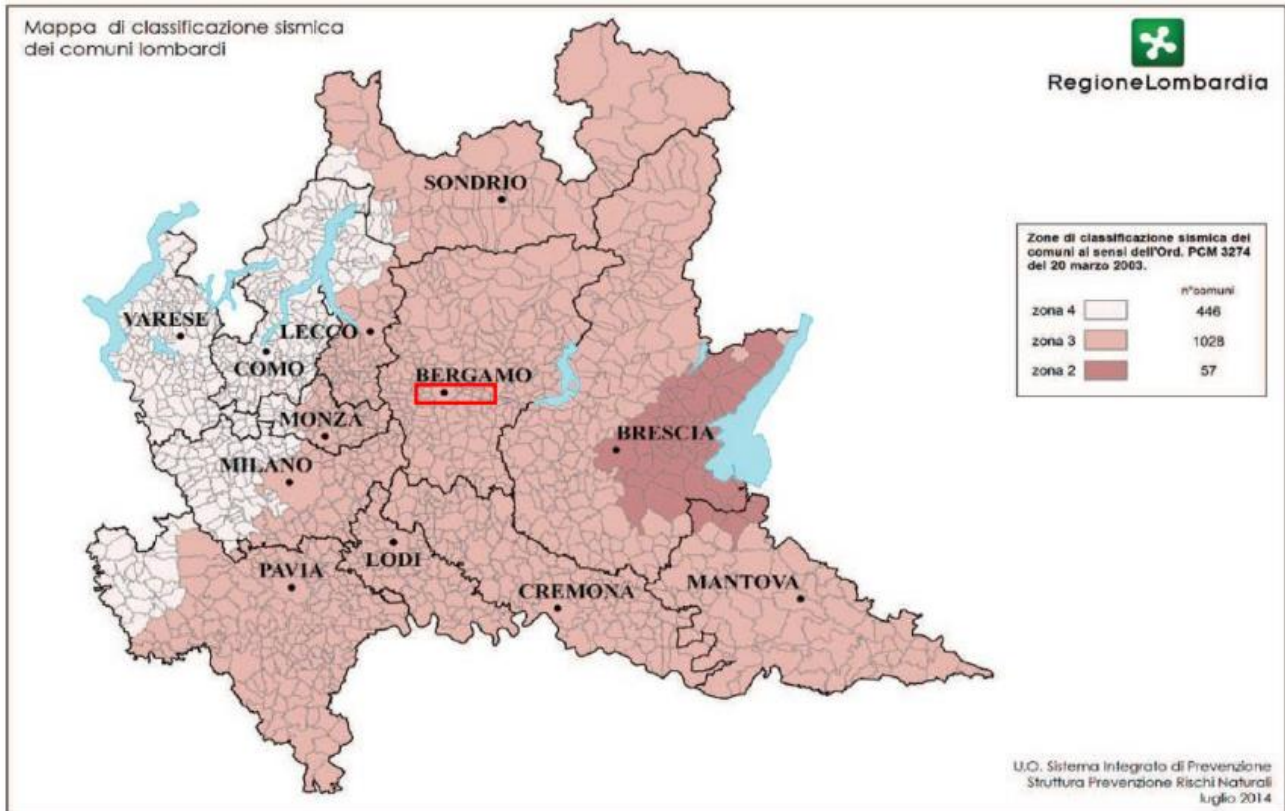 Mappa di classificazione sismica
dei comuni lombardi
RegioneLombardia
SONDRIO
Zone di classificazione sismica dei
comuni ai sensi dell'Ord. PCM 3274
del 20 marzo 2003.
n°comuni
zona 4 446
zona 3 1028
zona 2 57
VARESE
LECCO
COMO
BERGAMO
MONZA
BRESCIA
MILANO
LODI
PAVIA
CREMONA
MANTOVA
U.O. Sistema Integrato di Prevenzione
Struttura Prevenzione Rischi Naturali
luglio 2014